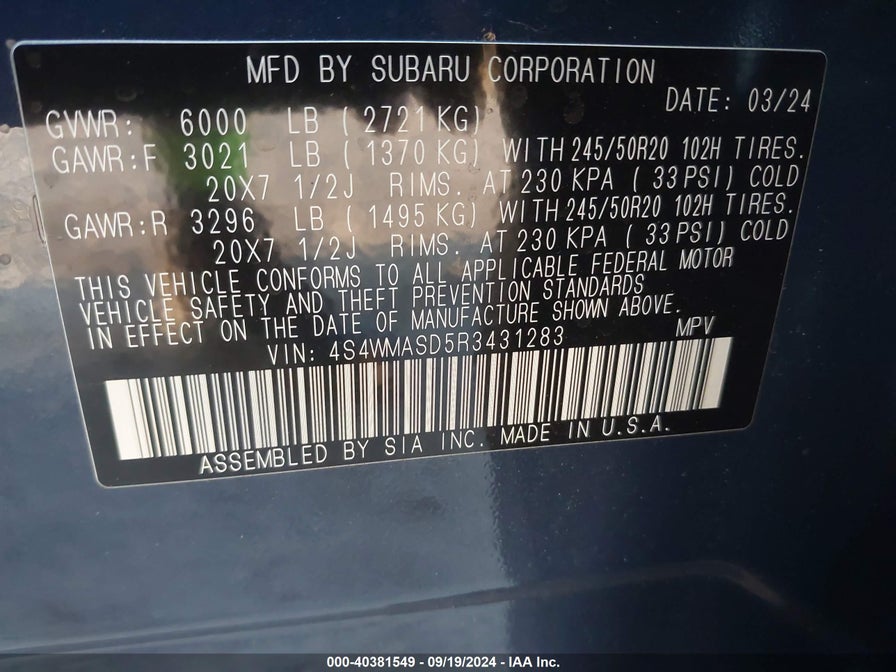 MFD BY SUBARU CORPORATION
DATE: 03/24
GVWR: 6000 LB ( 2721 KG)
GAWR:F 3021 LB ( 1370 KG) WITH 245/50R20 102H TIRES.
20X7 1/2J RIMS. AT 230 KPA ( 33 PSI) COLD
GAWR:R 3296 LB ( 1495 KG) WITH 245/50R20 102H TIRES.
20X7 1/2J RIMS. AT 230 KPA ( 33 PSI) COLD
THIS VEHICLE CONFORMS TO ALL APPLICABLE FEDERAL MOTOR
VEHICLE SAFETY AND THEFT PREVENTION STANDARDS
IN EFFECT ON THE DATE OF MANUFACTURE SHOWN ABOVE.
VIN: 4S4WMASD5R3431283 MPV
ASSEMBLED BY SIA INC. MADE IN U.S.A.
000-40381549 - 09/19/2024 - IAA Inc.